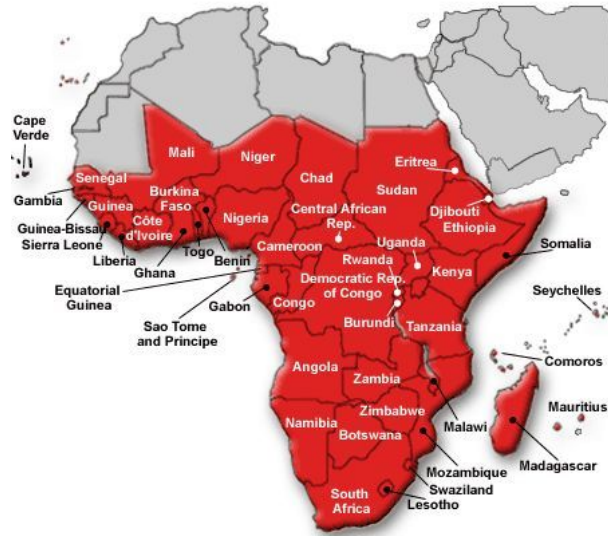 Cape
Verde
Mali
Niger
Chad
Sudan
Eritrea
Senegal
Gambia
Guinea
Burkina
Faso
Djibouti
Ethiopia
Guinea-Bissau
Sierra Leone
Côte
d'Ivoire
Nigeria
Central African
Rep.
Liberia
Ghana
Togo
Benin
Cameroon
Uganda
Somalia
Equatorial
Guinea
Rwanda
Kenya
Democratic Rep.
of Congo
Gabon
Congo
Seychelles
Sao Tome
and Principe
Burundi
Tanzania
Comoros
Angola
Zambia
Malawi
Mauritius
Zimbabwe
Namibia
Botswana
Mozambique
Madagascar
Swaziland
South
Africa
Lesotho